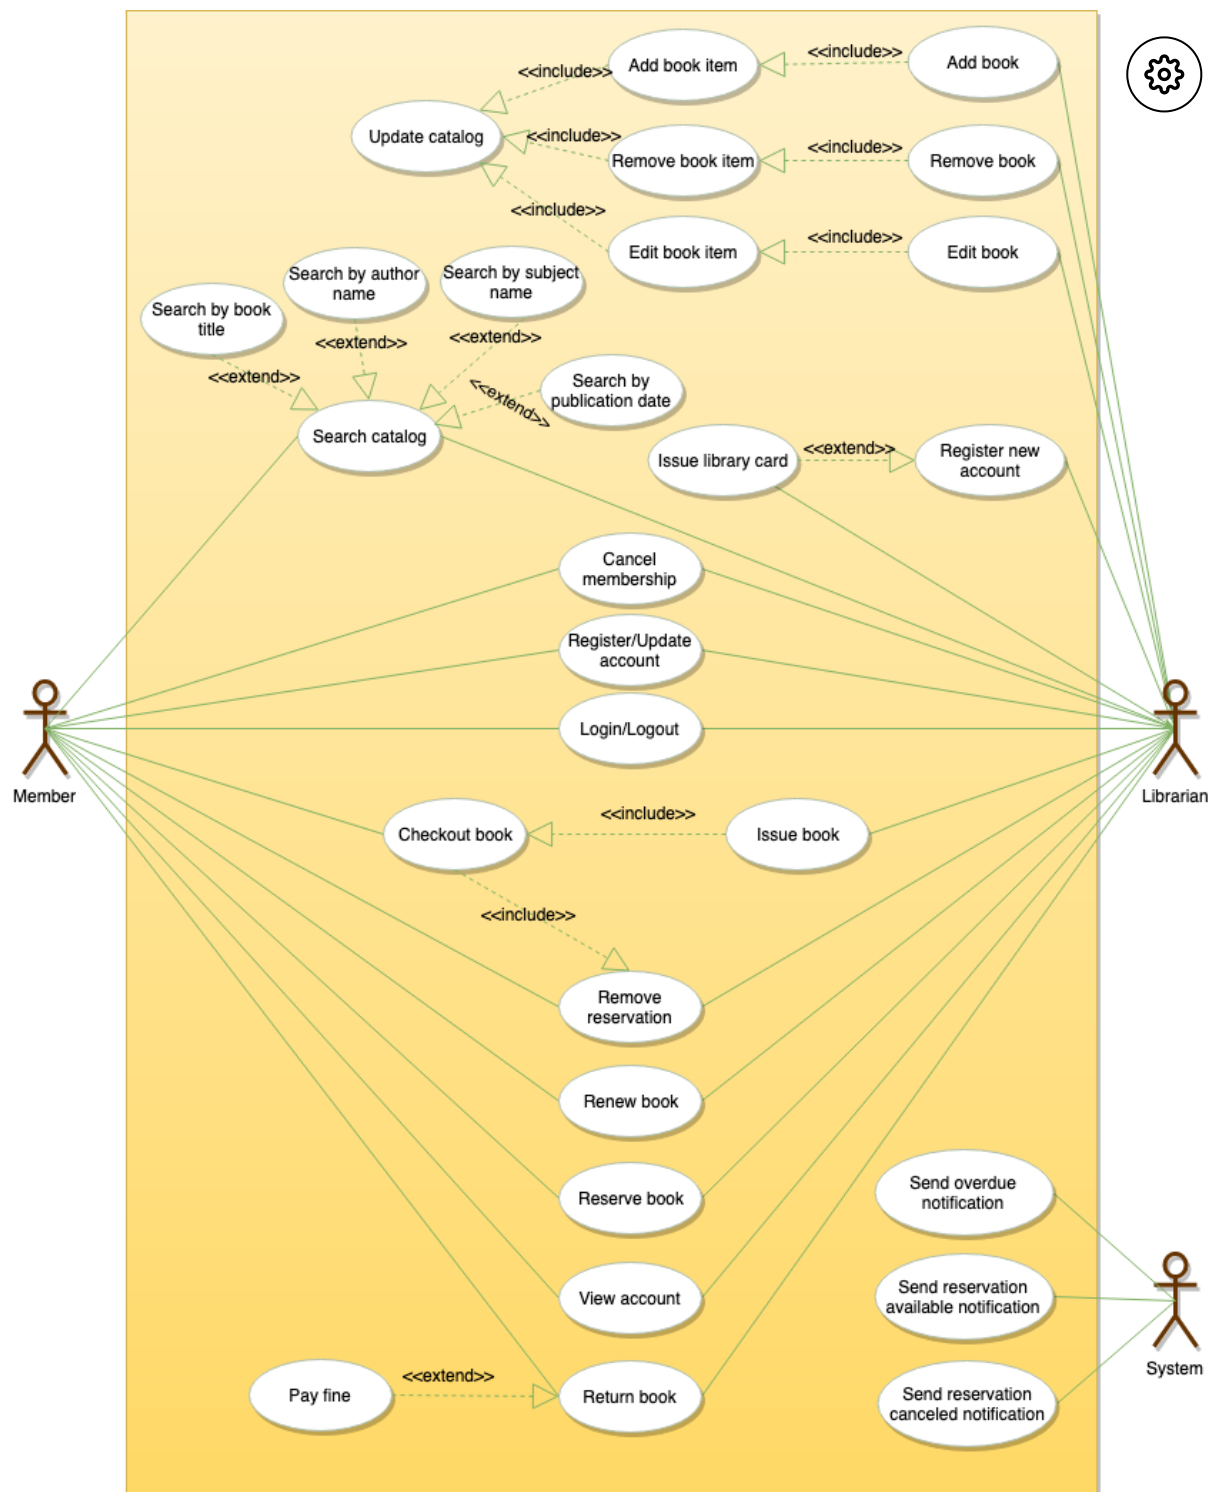 Add book item
<<include>>
Add book
<<include>>
Update catalog
<<include>>
Remove book item
<<include>>
Remove book
<<include>>
Edit book item
<<include>>
Edit book
Search by book
title
Search by author
name
Search by subject
name
<<extend>>
<<extend>>
<<extend>>
<<extend>>
Search by
publication date
Search catalog
Issue library card
<<extend>>
Register new
account
Cancel
membership
Register/Update
account
Login/Logout
Member
Librarian
Checkout book
<<include>>
Issue book
<<include>>
Remove
reservation
Renew book
Reserve book
Send overdue
notification
View account
Send reservation
available notification
System
Pay fine
<<extend>>
Return book
Send reservation
canceled notification